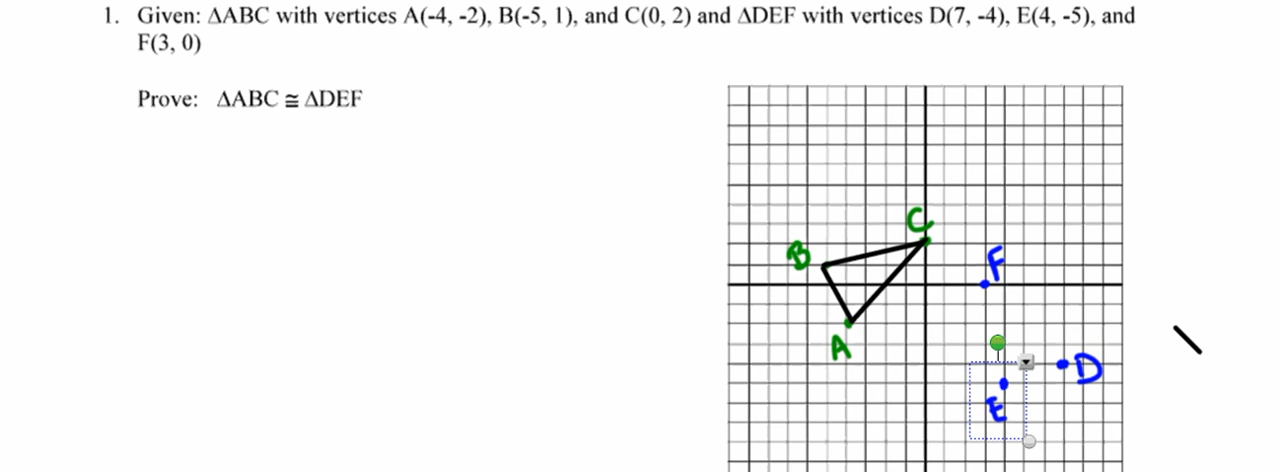 1. Given: ΔABC with vertices A(-4, -2), B(-5, 1), and C(0, 2) and ΔDEF with vertices D(7, -4), E(4, -5), and
F(3, 0)
Prove: ΔABC ≅ ΔDEF
C
B
F
A
D
E